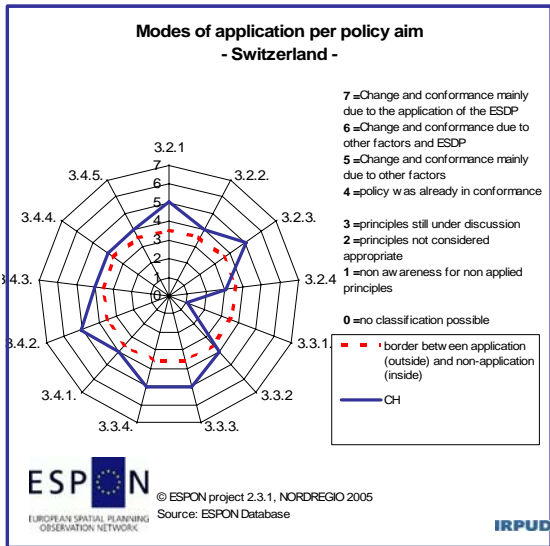 Modes of application per policy aim
- Switzerland -
7 =Change and conformance mainly
due to the application of the ESDP
6 =Change and conformance due to
other factors and ESDP
5 =Change and conformance mainly
due to other factors
4 =policy was already in conformance
3 =principles still under discussion
2 =principles not considered
appropriate
1 =non awareness for non applied
principles
0 =no classification possible
border between application
(outside) and non-application
(inside)
CH
3.2.1
3.2.2.
3.2.3.
3.2.4
3.3.1.
3.3.2
3.3.3.
3.3.4.
3.4.1.
3.4.2.
3.4.3.
3.4.4.
3.4.5.
7
6
5
4
3
2
1
0
ESPON
EUROPEAN SPATIAL PLANNING
OBSERVATION NETWORK
© ESPON project 2.3.1, NORDREGIO 2005
Source: ESPON Database
IRPUD